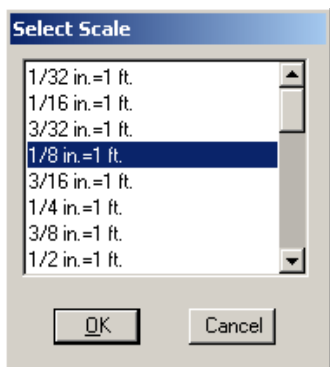 Select Scale
1/32 in.=1 ft.
1/16 in.=1 ft.
3/32 in.=1 ft.
1/8 in.=1 ft.
3/16 in.=1 ft.
1/4 in.=1 ft.
3/8 in.=1 ft.
1/2 in.=1 ft.
OK
Cancel